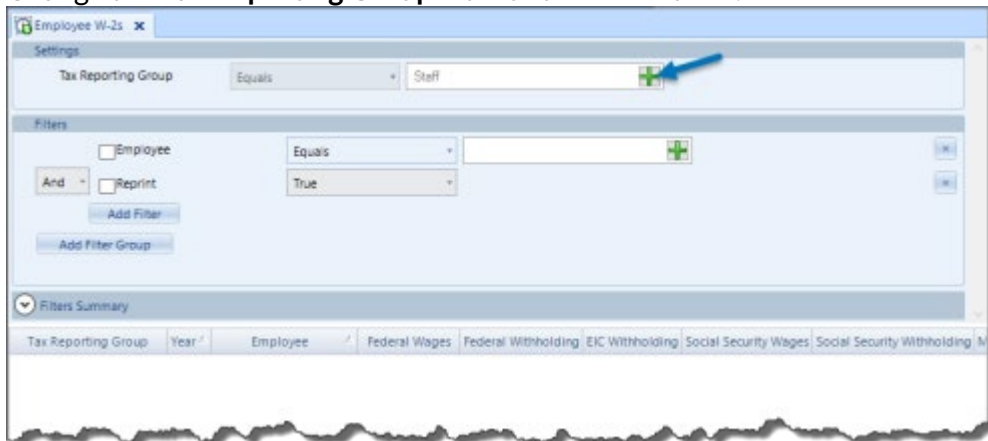 Employee W-2s
Settings
Tax Reporting Group Equals Staff
Filters
Employee Equals
And Reprint True
Add Filter
Add Filter Group
Filters Summary
Tax Reporting Group Year Employee Federal Wages Federal Withholding EIC Withholding Social Security Wages Social Security Withholding